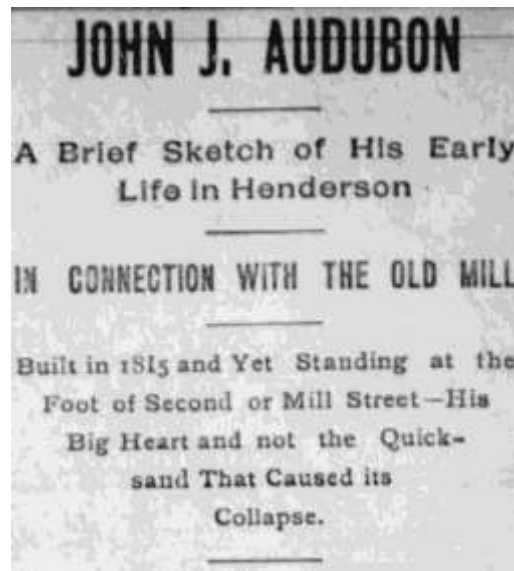 JOHN J. AUDUBON
A Brief Sketch of His Early
Life in Henderson
IN CONNECTION WITH THE OLD MILL
Built in 1815 and Yet Standing at the
Foot of Second or Mill Street—His
Big Heart and not the Quick-
sand That Caused its
Collapse.